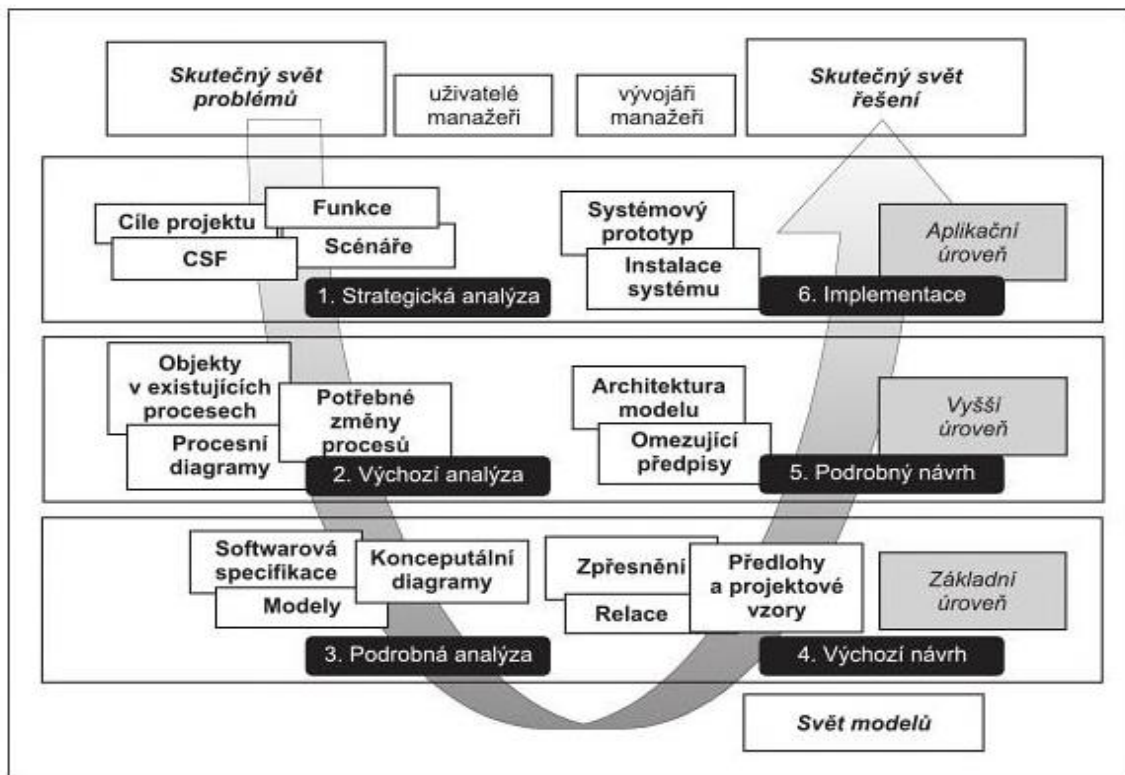 Skutečný svět
problémů
uživatelé
manažeři
vývojáři
manažeři
Skutečný svět
řešení
Cíle projektu
Funkce
CSF
Scénáře
1. Strategická analýza
Systémový
prototyp
Instalace
systému
Aplikační
úroveň
6. Implementace
Objekty
v existujících
procesech
Potřebné
změny
procesů
Procesní
diagramy
2. Výchozí analýza
Architektura
modelu
Omezující
předpisy
Vyšší
úroveň
5. Podrobný návrh
Softwarová
specifikace
Konceputální
diagramy
Modely
3. Podrobná analýza
Zpřesnění
Relace
Předlohy
a projektové
vzory
Základní
úroveň
4. Výchozí návrh
Svět modelů